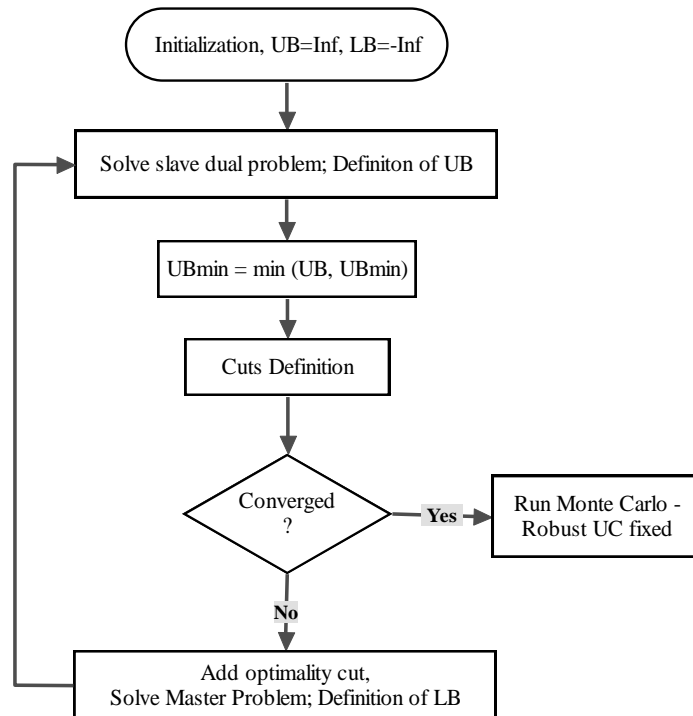 Initialization, UB=Inf, LB=-Inf
Solve slave dual problem; Definiton of UB
UBmin = min (UB, UBmin)
Cuts Definition
Converged
?
Yes
Run Monte Carlo -
Robust UC fixed
No
Add optimality cut,
Solve Master Problem; Definition of LB